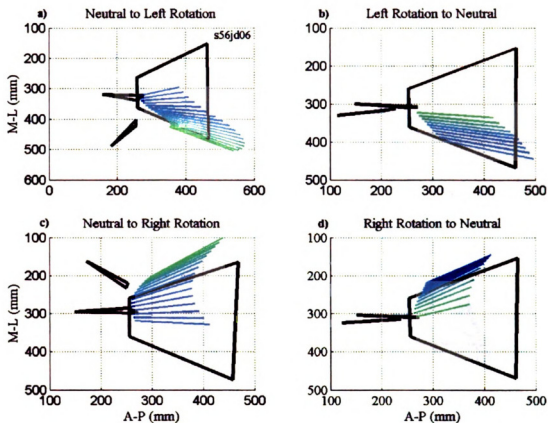 a) Neutral to Left Rotation
s56jd06
M-L (mm)
100
200
300
400
500
600
0 200 400 600
b) Left Rotation to Neutral
100
200
300
400
500
100 200 300 400 500
c) Neutral to Right Rotation
M-L (mm)
100
200
300
400
500
100 200 300 400 500
A-P (mm)
d) Right Rotation to Neutral
100
200
300
400
500
100 200 300 400 500
A-P (mm)